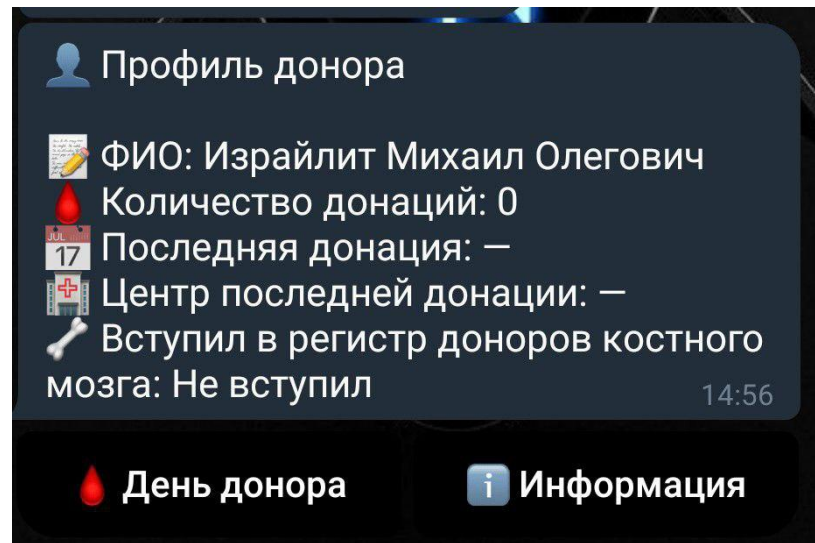 👤 Профиль донора
📝 ФИО: Израйлит Михаил Олегович
🩸 Количество донаций: 0
📅 Последняя донация: —
🏥 Центр последней донации: —
🦴 Вступил в регистр доноров костного
мозга: Не вступил
14:56
🩸 День донора
ℹ️ Информация